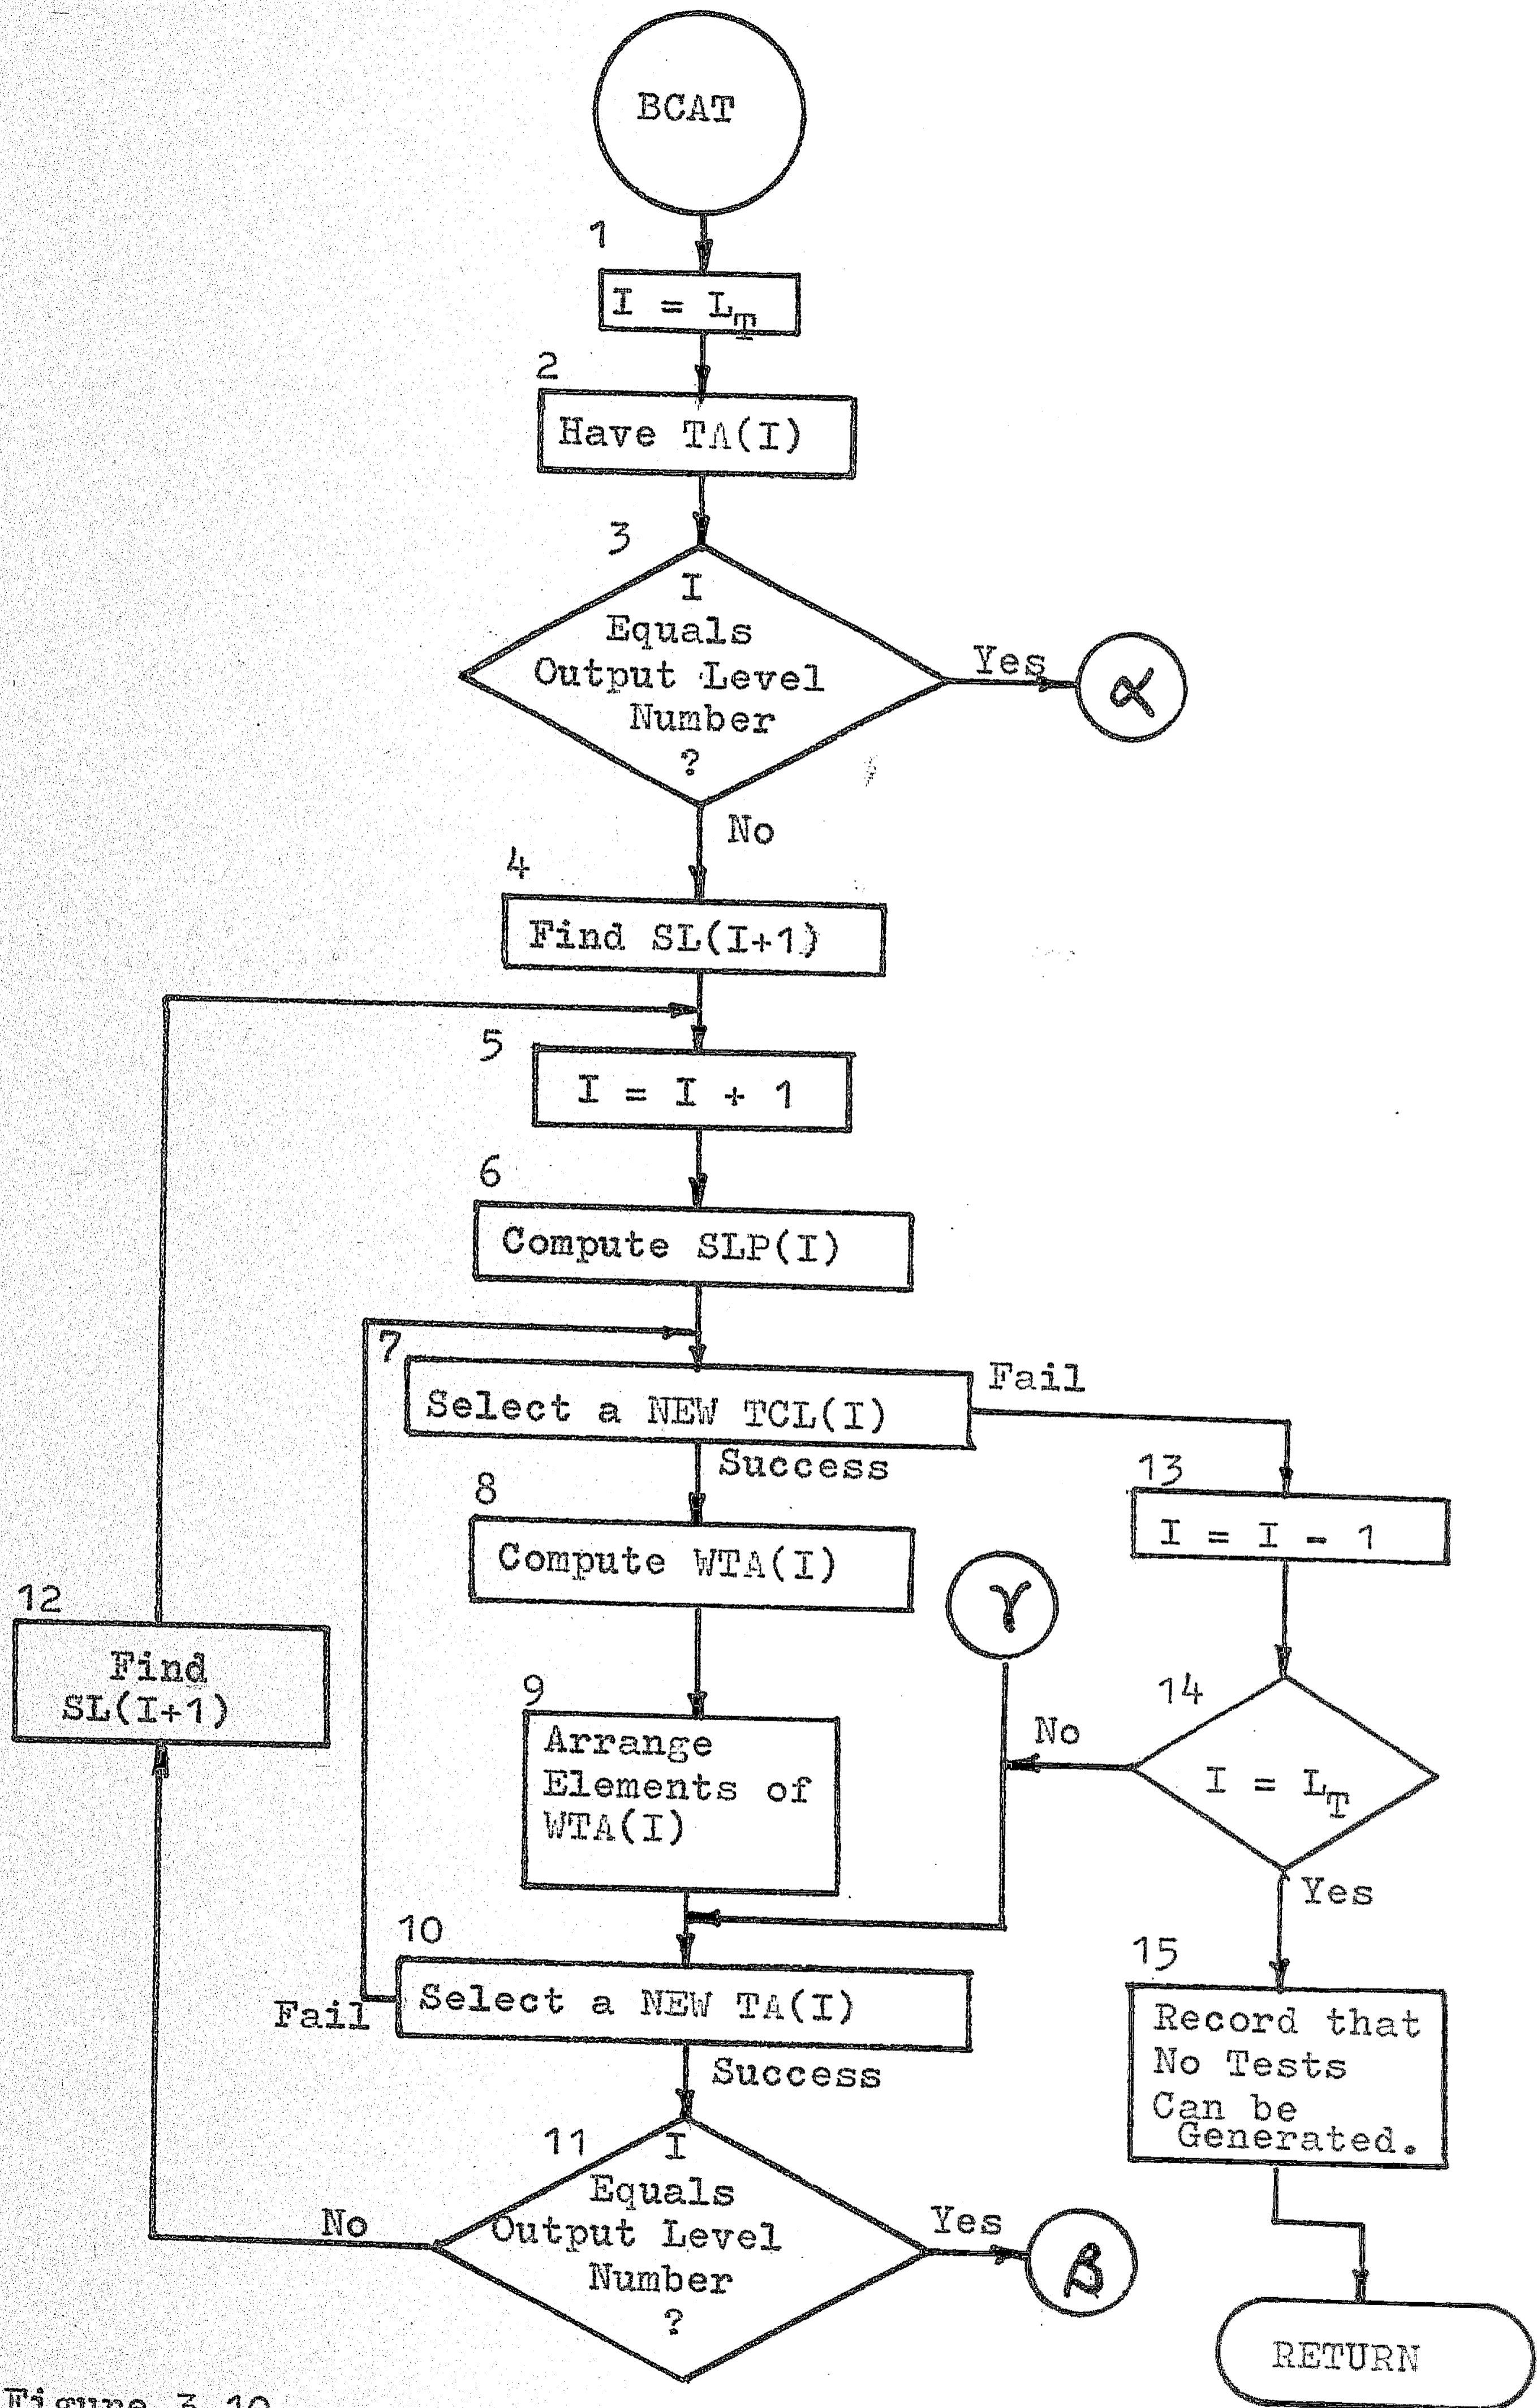 BCAT
1
I = L_T
2
Have TA(I)
3
I
Equals
Output Level
Number
?
Yes
α
No
4
Find SL(I+1)
5
I = I + 1
6
Compute SLP(I)
7
Select a NEW TCL(I)
Fail
Success
13
I = I - 1
8
Compute WTA(I)
γ
12
Find
SL(I+1)
14
I = L_T
No
Yes
9
Arrange
Elements of
WTA(I)
10
Select a NEW TA(I)
Fail
Success
15
Record that
No Tests
Can be
Generated.
11
I
Equals
Output Level
Number
?
No
Yes
β
RETURN
Figure 3.10